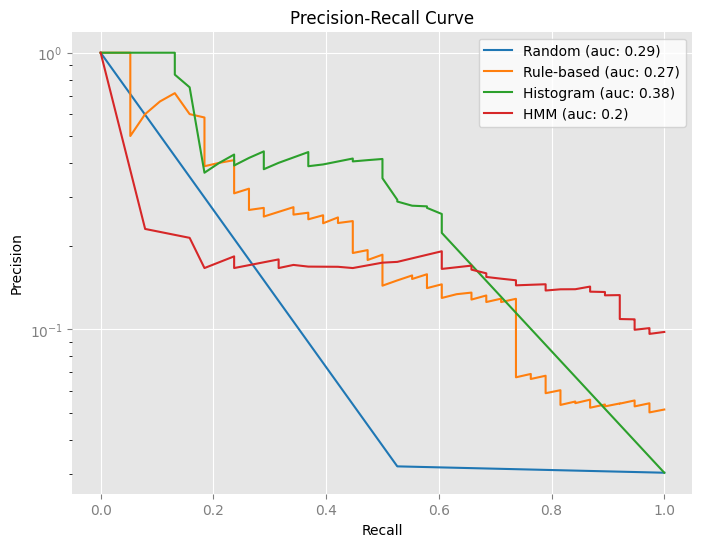 Precision-Recall Curve
Random (auc: 0.29)
Rule-based (auc: 0.27)
Histogram (auc: 0.38)
HMM (auc: 0.2)
Precision
10⁰
10⁻¹
0.0 0.2 0.4 0.6 0.8 1.0
Recall